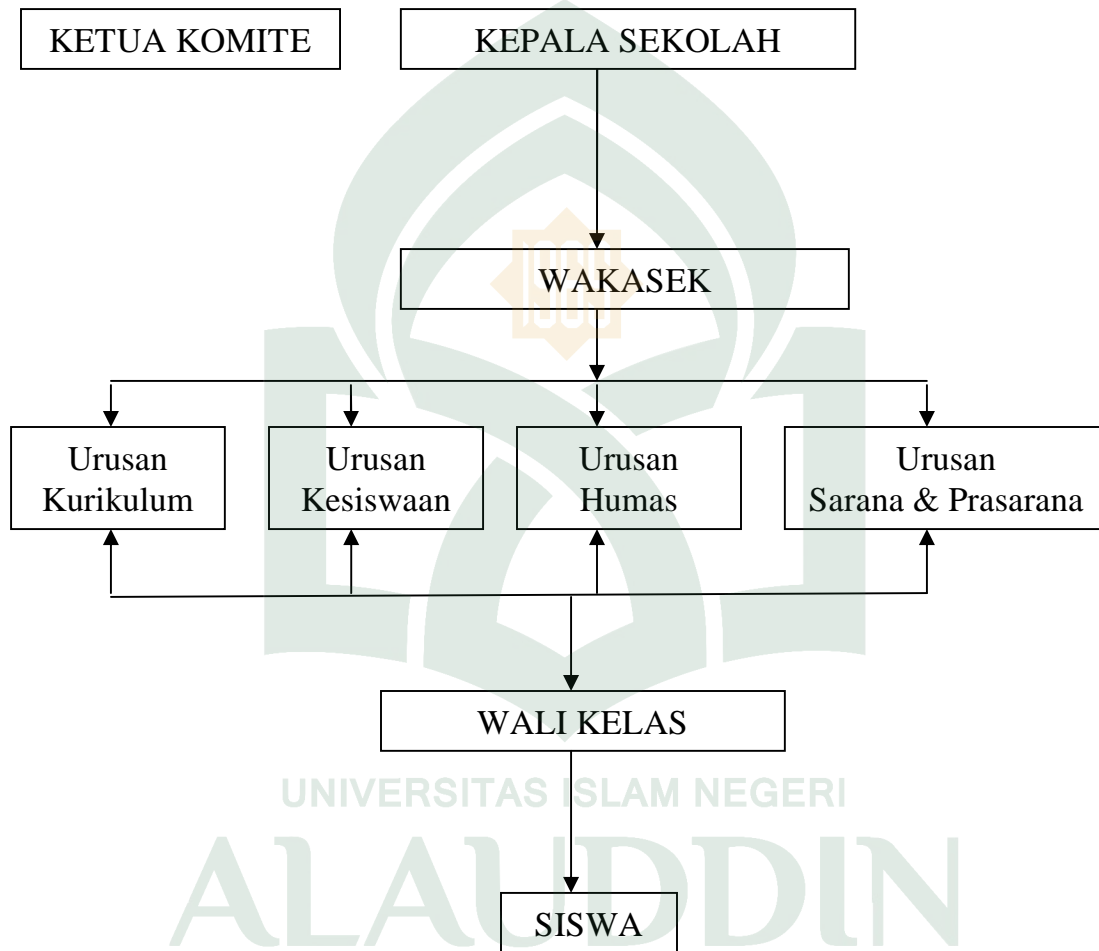 KETUA KOMITE
KEPALA SEKOLAH
WAKASEK
Urusan
Kurikulum
Urusan
Kesiswaan
Urusan
Humas
Urusan
Sarana & Prasarana
WALI KELAS
UNIVERSITAS ISLAM NEGERI
ALAUDDIN
SISWA